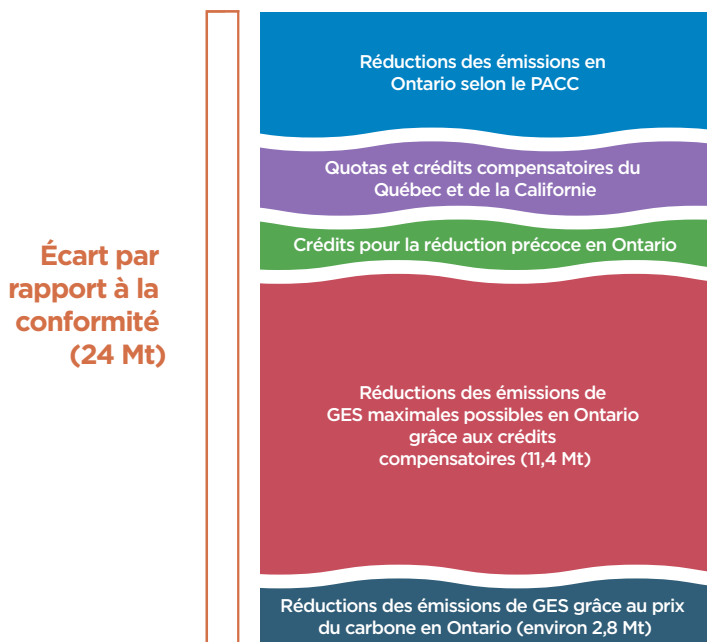 Écart par
rapport à la
conformité
(24 Mt)
Réductions des émissions en
Ontario selon le PACC
Quotas et crédits compensatoires du
Québec et de la Californie
Crédits pour la réduction précoce en Ontario
Réductions des émissions de
GES maximales possibles en Ontario
grâce aux crédits
compensatoires (11,4 Mt)
Réductions des émissions de GES grâce au prix
du carbone en Ontario (environ 2,8 Mt)